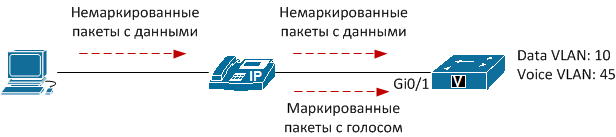 Немаркированные
пакеты с данными
Немаркированные
пакеты с данными
IP
Gi0/1
V
Data VLAN: 10
Voice VLAN: 45
Маркированные
пакеты с голосом